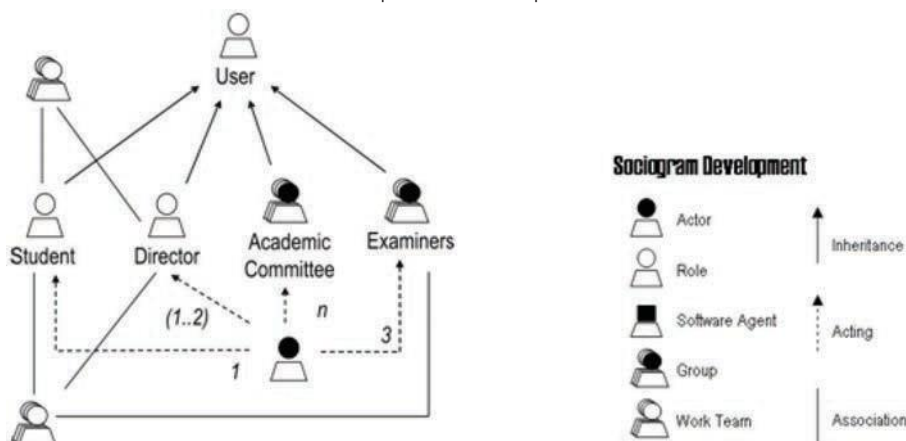 User
Student
Director
Academic
Committee
Examiners
(1..2)
n
1
3
Sociogram Development
Actor
Role
Software Agent
Group
Work Team
Inheritance
Acting
Association